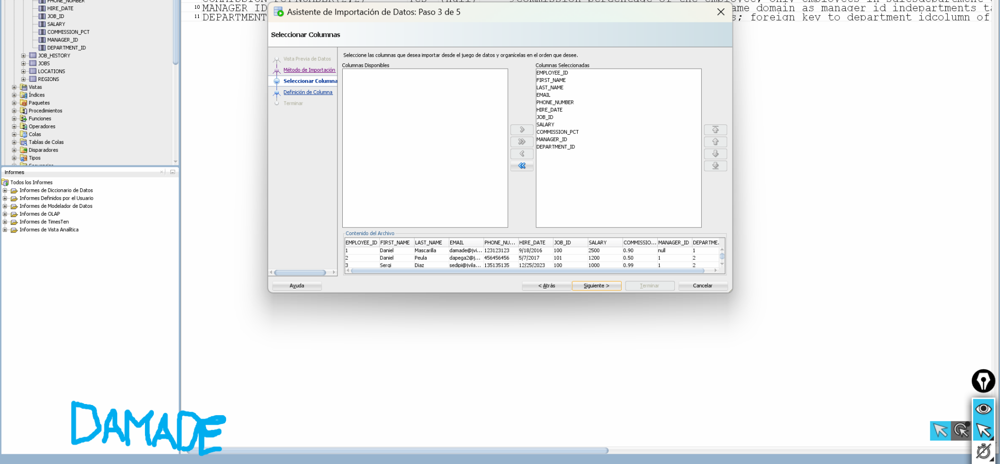 PHONE_NUMBER
HIRE_DATE
JOB_ID
SALARY
COMMISSION_PCT
MANAGER_ID
DEPARTMENT_ID
JOB_HISTORY
JOBS
LOCATIONS
REGIONS
Vistas
Índices
Paquetes
Procedimientos
Funciones
Operadores
Colas
Tablas de Colas
Disparadores
Tipos
Informes
Todos los Informes
Informes de Diccionario de Datos
Informes Definidos por el Usuario
Informes de Modelador de Datos
Informes de OLAP
Informes de TimesTen
Informes de Vista Analítica
10 MANAGER_ID
ame domain as manager_id indepartments ta
11 DEPARTMENT
s; foreign key to department_idcolumn of
Asistente de Importación de Datos: Paso 3 de 5
Seleccionar Columnas
Vista Previa de Datos
Método de Importación
Seleccionar Columna
Definición de Columna
Terminar
Seleccione las columnas que desea importar desde el juego de datos y organícelas en el orden que desee.
Columnas Disponibles
Columnas Seleccionadas
EMPLOYEE_ID
FIRST_NAME
LAST_NAME
EMAIL
PHONE_NUMBER
HIRE_DATE
JOB_ID
SALARY
COMMISSION_PCT
MANAGER_ID
DEPARTMENT_ID
Contenido del Archivo
EMPLOYEE_ID FIRST_NAME LAST_NAME EMAIL PHONE_NU... HIRE_DATE JOB_ID SALARY COMMISSIO... MANAGER_ID DEPARTME.
1 Daniel Mascarilla damade@jvi... 123123123 9/18/2016 100 2500 0.90 null 1
2 Daniel Peula dapega2@j... 456456456 5/7/2017 101 1200 0.50 1 2
3 Sergi Diaz sedipi@jvila... 135135135 12/25/2023 100 1000 0.99 1 2
Ayuda
< Atrás
Siguiente >
Terminar
Cancelar
DAMADE